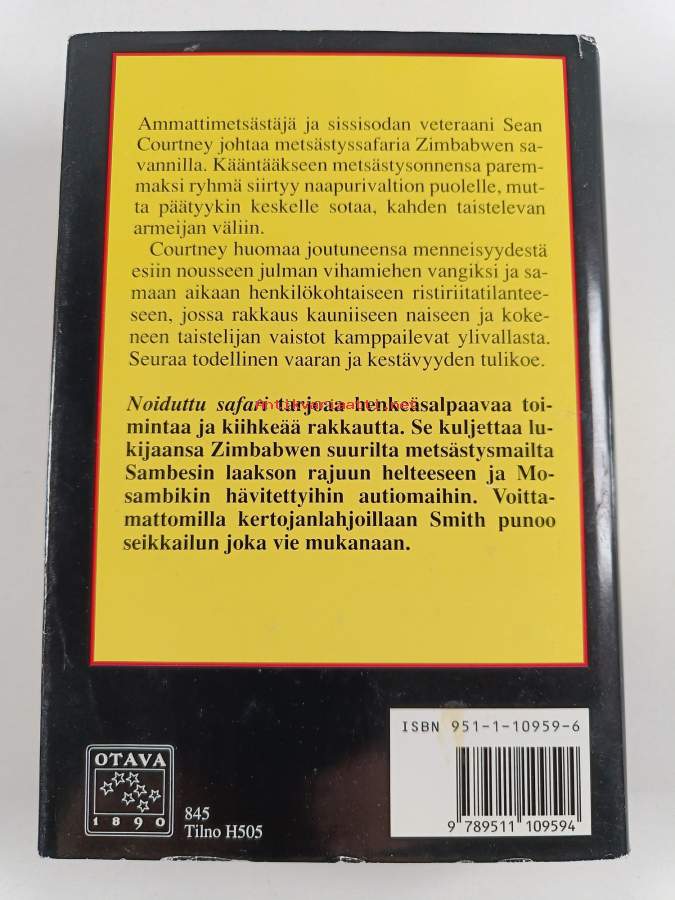 Ammattimetsästäjä ja sissisodan veteraani Sean
Courtney johtaa metsästyssafaria Zimbabwen sa-
vannilla. Kääntääkseen metsästysonnensa parem-
maksi ryhmä siirtyy naapurivaltion puolelle, mut-
ta päätyykin keskelle sotaa, kahden taistelevan
armeijan väliin.
Courtney huomaa joutuneensa menneisyydestä
esiin nousseen julman vihamiehen vangiksi ja sa-
maan aikaan henkilökohtaiseen ristiriitatilantee-
seen, jossa rakkaus kauniiseen naiseen ja koke-
neen taistelijan vaistot kamppailevat ylivallasta.
Seuraa todellinen vaaran ja kestävyyden tulikoe.
Noiduttu safari tarjoaa henkeäsalpaavaa toi-
mintaa ja kiihkeää rakkautta. Se kuljettaa lu-
kijaansa Zimbabwen suurilta metsästysmailta
Sambesin laakson rajuun helteeseen ja Mo-
sambikin hävitettyihin autiomaihin. Voitta-
mattomilla kertojanlahjoillaan Smith punoo
seikkailun joka vie mukanaan.
ISBN 951-1-10959-6
OTAVA
1890
845
Tilno H505
9 789511 109594